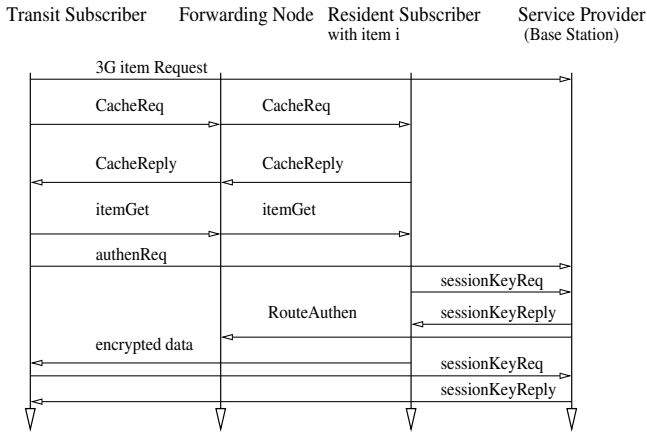 Transit Subscriber Forwarding Node Resident Subscriber Service Provider
with item i (Base Station)
3G item Request
CacheReq CacheReq
CacheReply CacheReply
itemGet itemGet
authenReq
sessionKeyReq
RouteAuthen sessionKeyReply
encrypted data
sessionKeyReq
sessionKeyReply